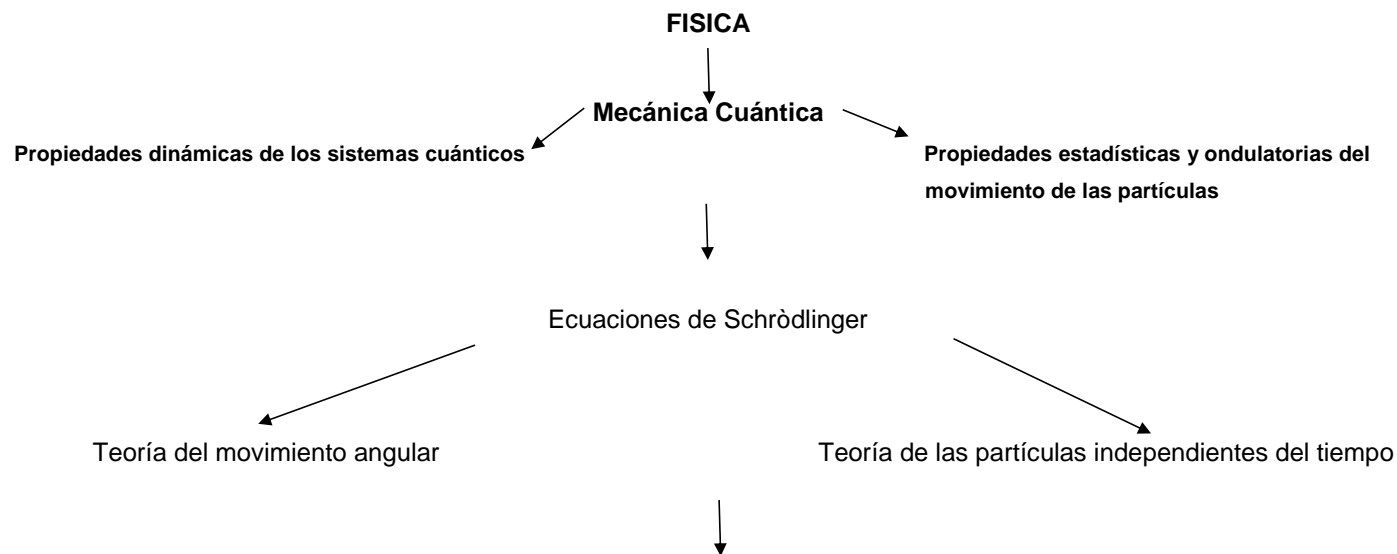 FISICA
Mecánica Cuántica
Propiedades dinámicas de los sistemas cuánticos
Propiedades estadísticas y ondulatorias del
movimiento de las partículas
Ecuaciones de Schròdlinger
Teoría del movimiento angular
Teoría de las partículas independientes del tiempo